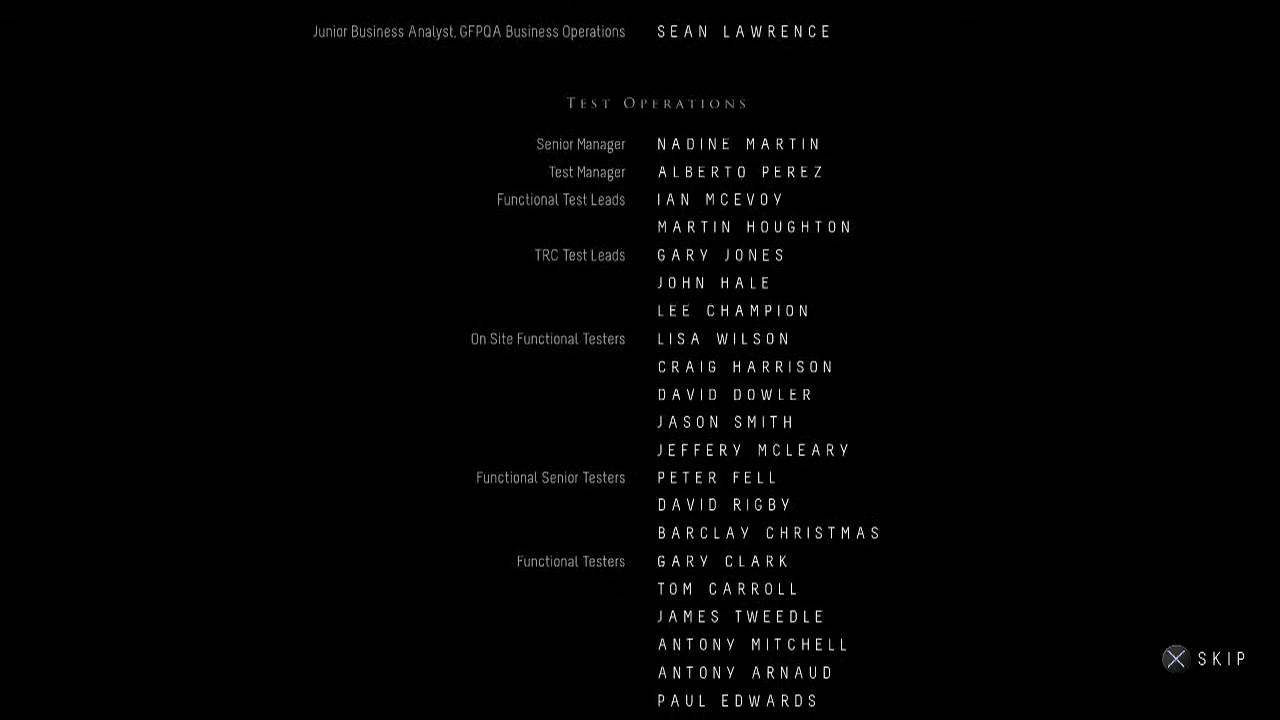 Junior Business Analyst, GFPQA Business Operations SEAN LAWRENCE
TEST OPERATIONS
Senior Manager NADINE MARTIN
Test Manager ALBERTO PEREZ
Functional Test Leads IAN MCEVOY
MARTIN HOUGHTON
TRC Test Leads GARY JONES
JOHN HALE
LEE CHAMPION
On Site Functional Testers LISA WILSON
CRAIG HARRISON
DAVID DOWLER
JASON SMITH
JEFFERY MCLEARY
Functional Senior Testers PETER FELL
DAVID RIGBY
BARCLAY CHRISTMAS
Functional Testers GARY CLARK
TOM CARROLL
JAMES TWEEDLE
ANTONY MITCHELL
SKIP
ANTONY ARNAUD
PAUL EDWARDS